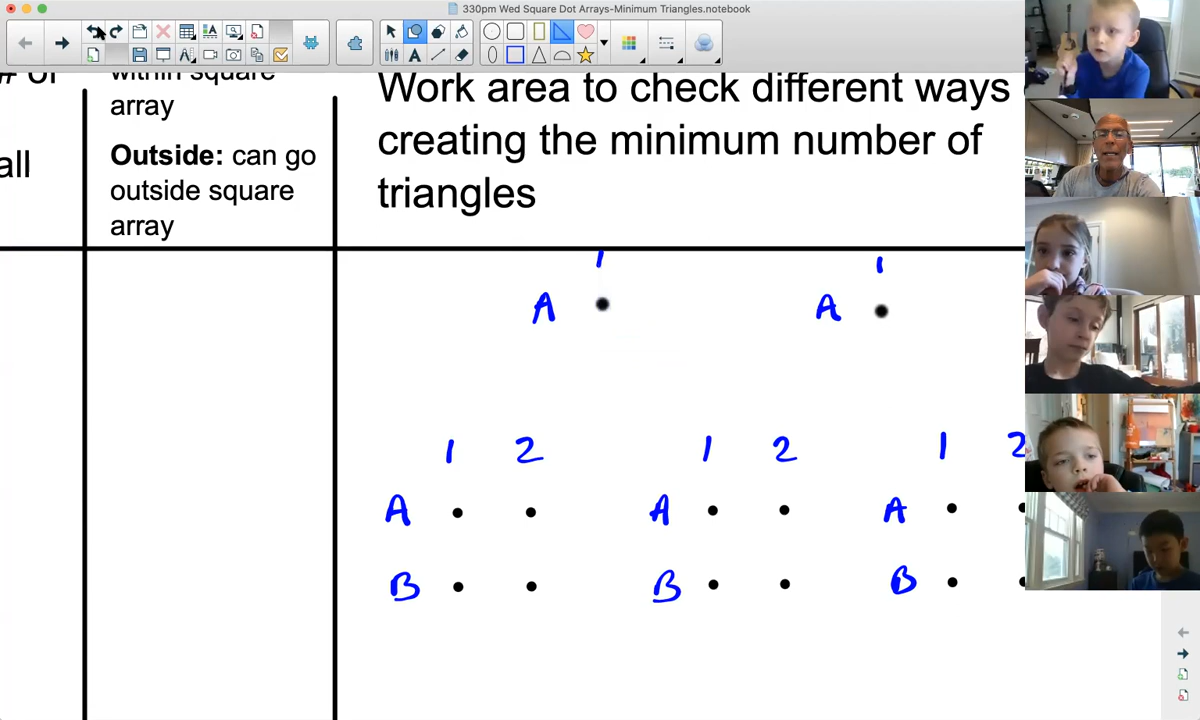 330pm Wed Square Dot Arrays-Minimum Triangles.notebook
# of
all
within square
array
Outside: can go
outside square
array
Work area to check different ways
creating the minimum number of
triangles
1
A
1
A
1 2
A
B
1 2
A
B
1 2
A
B